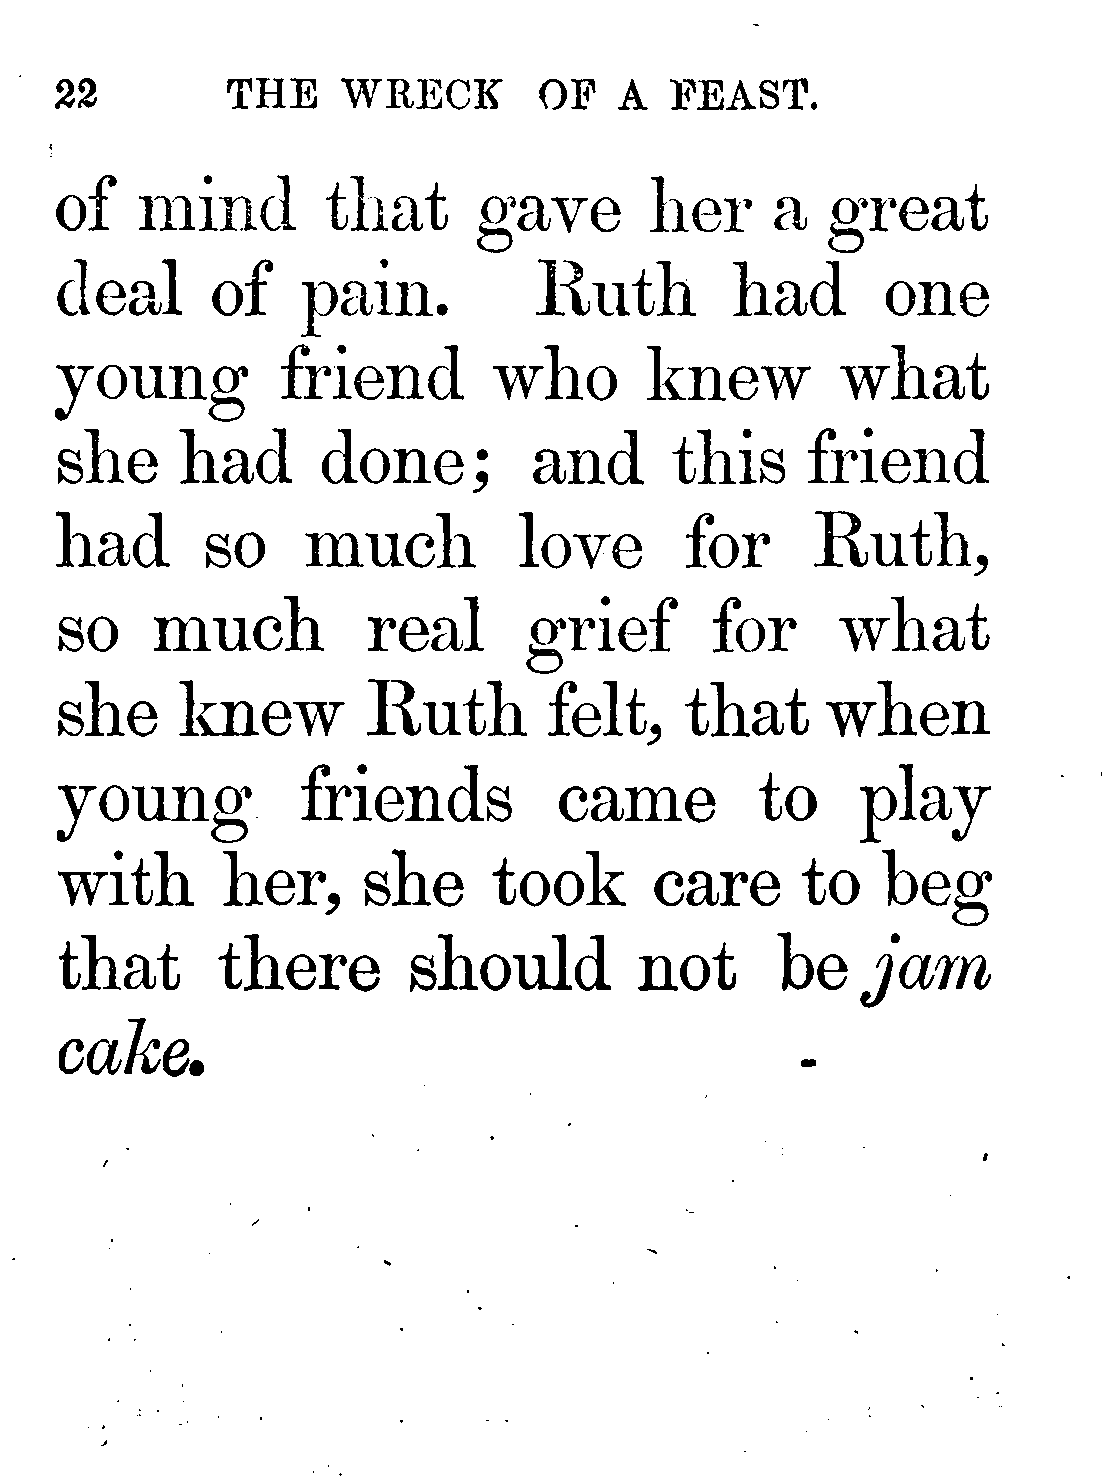 22 THE WRECK OF A FEAST.
of mind that gave her a great
deal of pain. Ruth had one
young friend who knew what
she had done; and this friend
had so much love for Ruth,
so much real grief for what
she knew Ruth felt, that when
young friends came to play
with her, she took care to beg
that there should not be jam
cake.